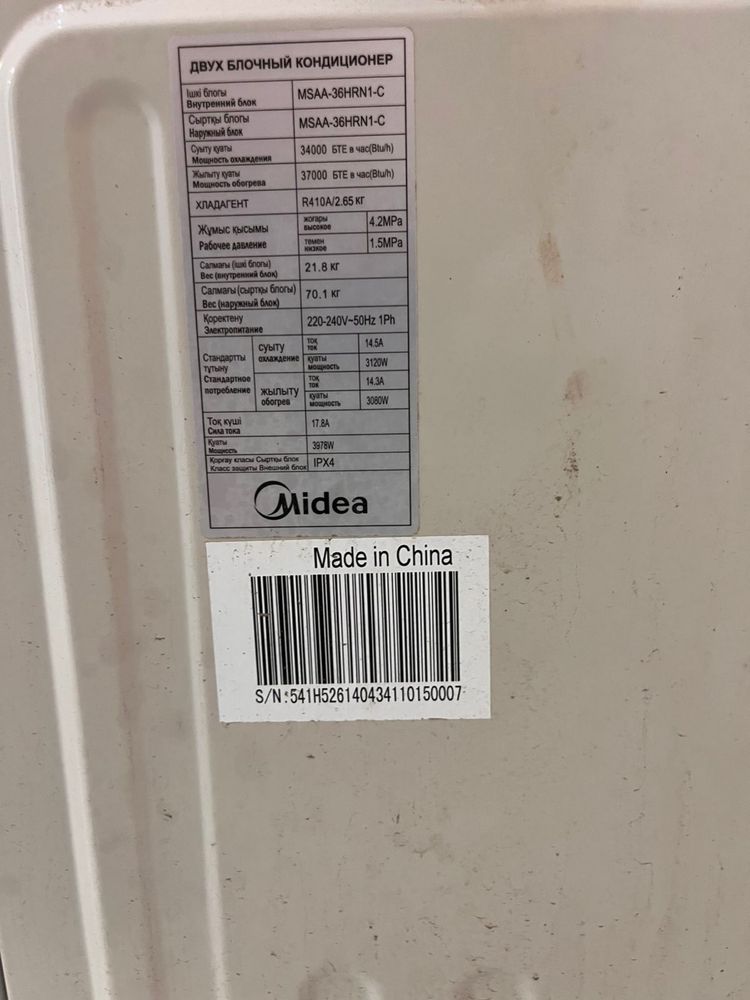 ДВУХ БЛОЧНЫЙ КОНДИЦИОНЕР
Ішкі блогы
Внутренний блок
MSAA-36HRN1-C
Сыртқы блогы
Наружный блок
MSAA-36HRN1-C
Суыту қуаты
Мощность охлаждения
34000 БТЕ в час(Btu/h)
Жылыту қуаты
Мощность обогрева
37000 БТЕ в час(Btu/h)
ХЛАДАГЕНТ
R410A/2.65 кг
Жұмыс қысымы
Рабочее давление
жоғары
высокое
4.2MPa
төмен
низкое
1.5MPa
Салмағы (ішкі блогы)
Вес (внутренний блок)
21.8 кг
Салмағы (сыртқы блогы)
Вес (наружный блок)
70.1 кг
Қоректену
Электропитание
220-240V~50Hz 1Ph
Стандартты
тұтыну
Стандартное
потребление
суыту
охлаждение
тоқ
ток
14.5A
қуаты
мощность
3120W
жылыту
обогрев
тоқ
ток
14.3A
қуаты
мощность
3080W
Тоқ күші
Сила тока
17.8A
Қуаты
Мощность
3978W
Қорғау класы Сыртқы блок
Класс защиты Внешний блок
IPX4
Midea
Made in China
S/N:541H526140434110150007